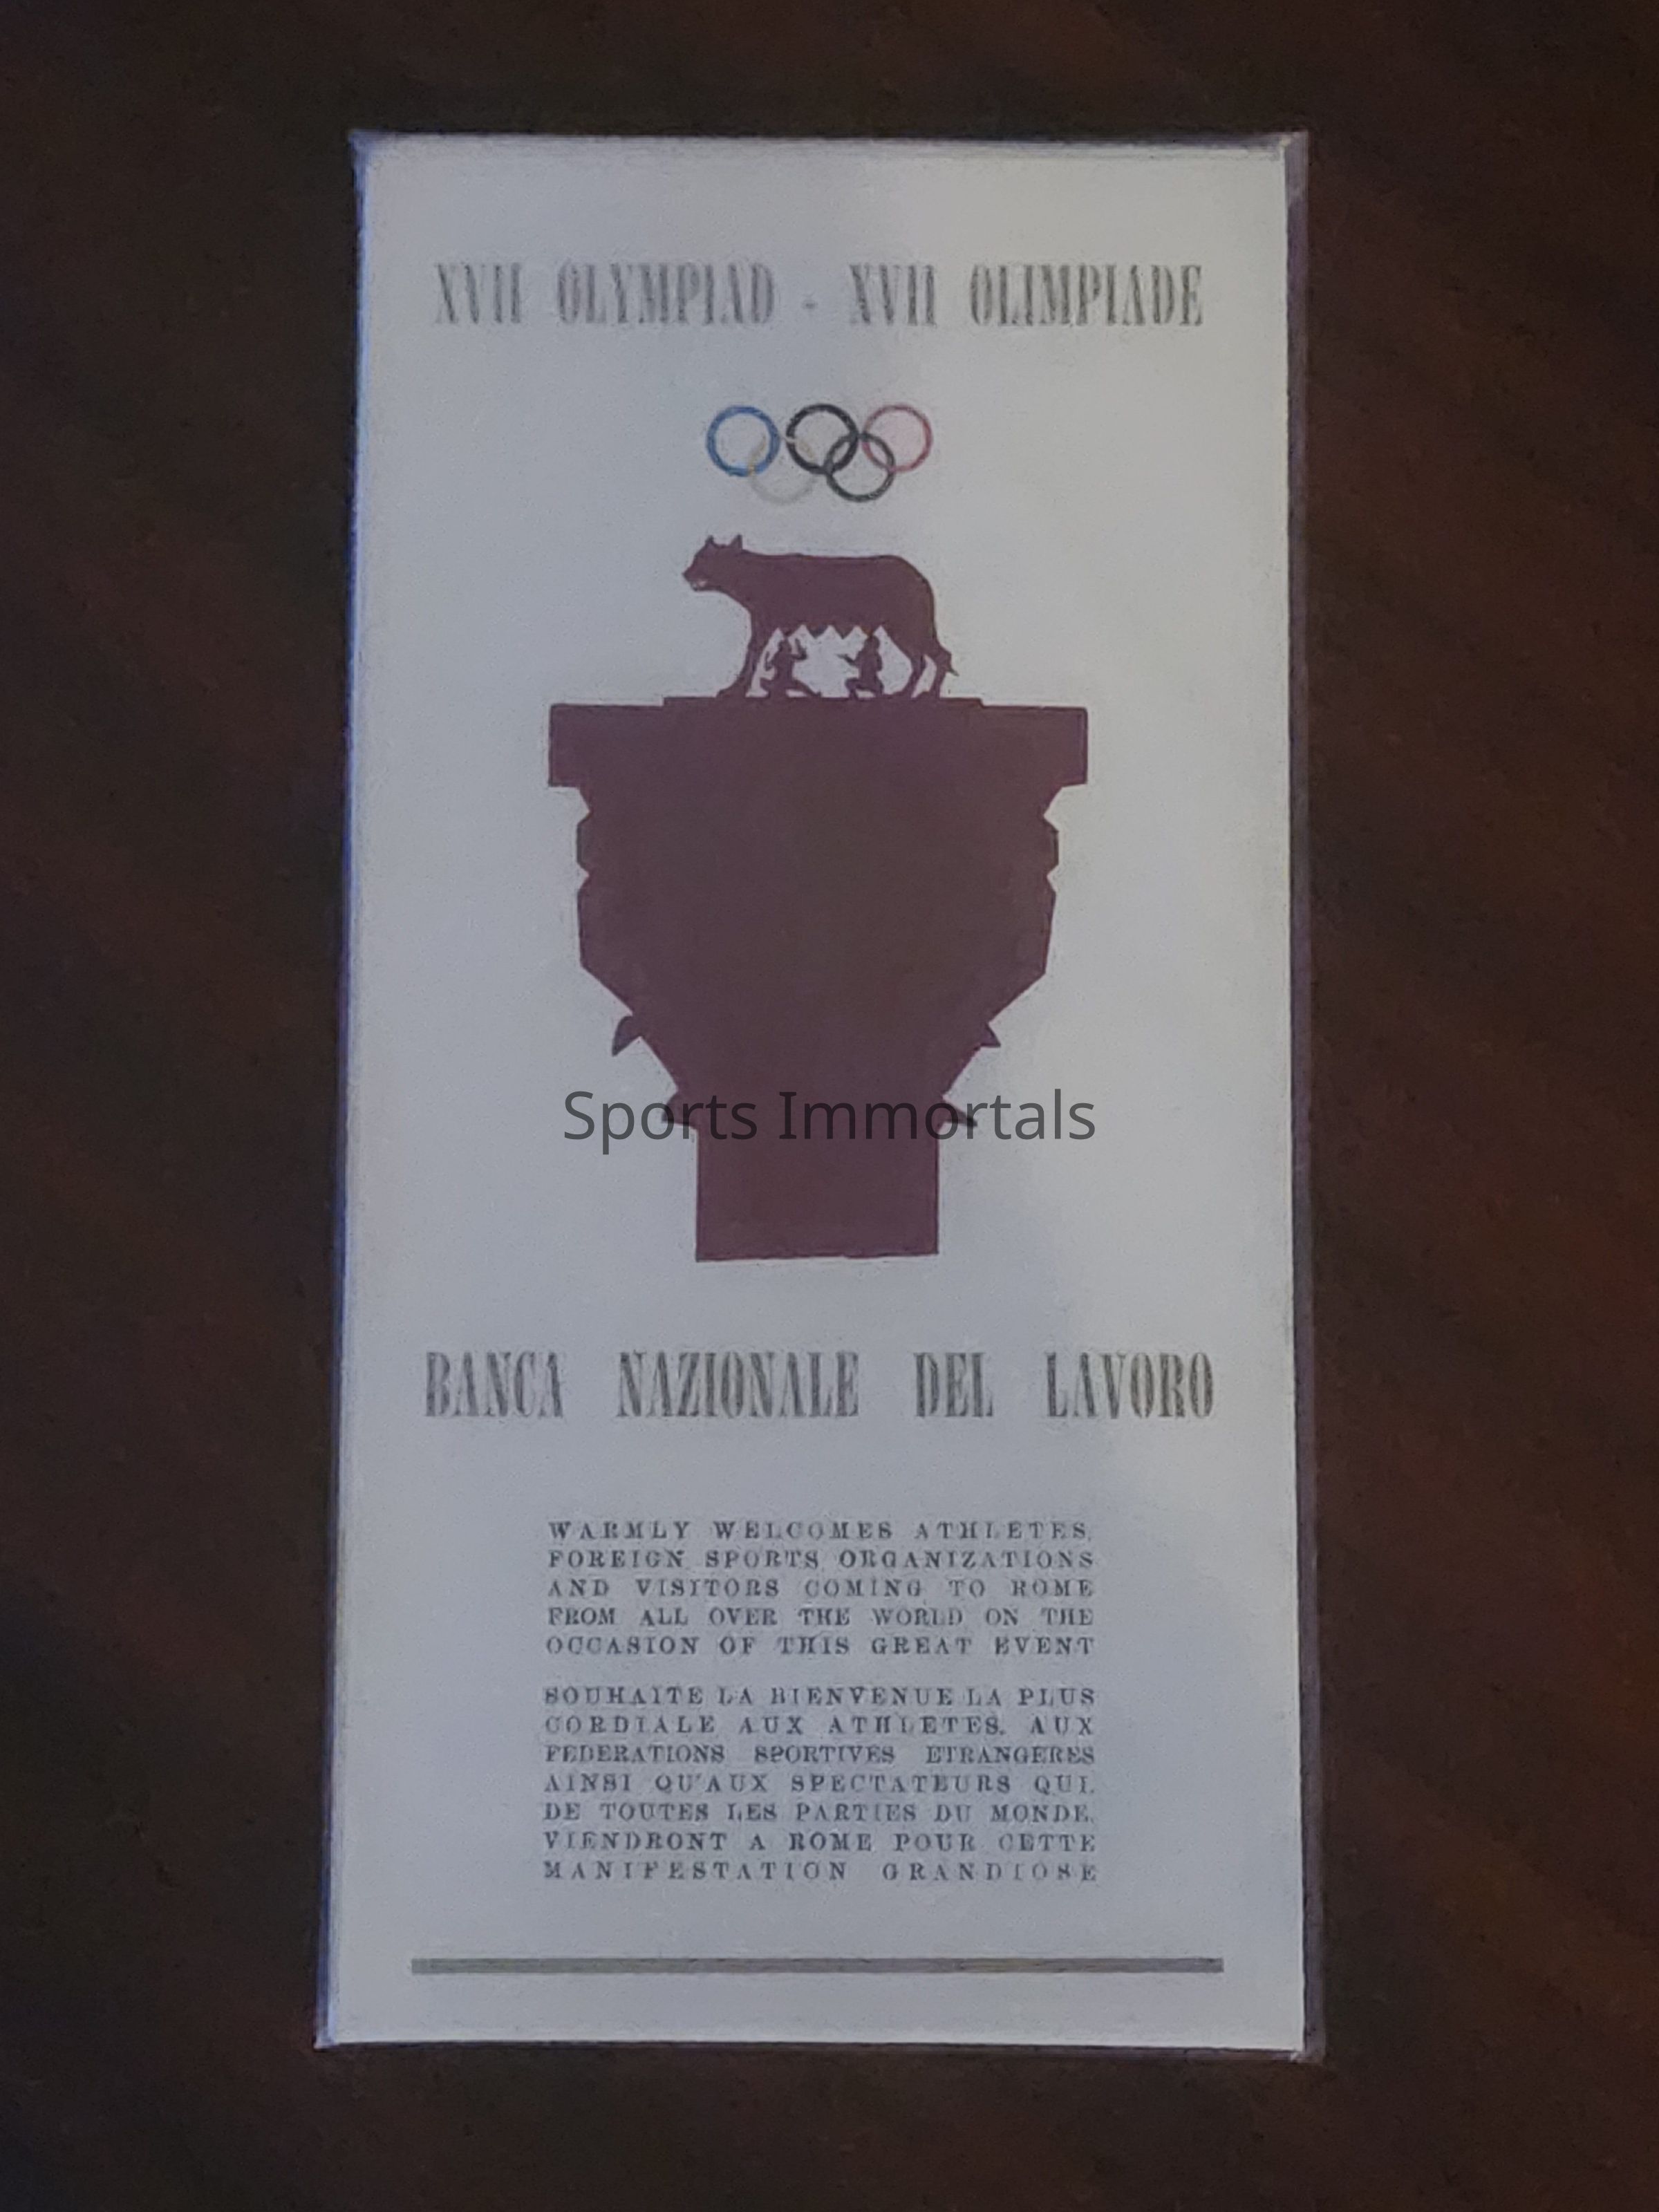 XVII OLYMPIAD - XVII OLIMPIADE
Sports Immortals
BANCA NAZIONALE DEL LAVORO
WARMLY WELCOMES ATHLETES,
FOREIGN SPORTS ORGANIZATIONS
AND VISITORS COMING TO ROME
FROM ALL OVER THE WORLD ON THE
OCCASION OF THIS GREAT EVENT
SOUHAITE LA BIENVENUE LA PLUS
CORDIALE AUX ATHLETES, AUX
FEDERATIONS SPORTIVES ETRANGERES
AINSI QU'AUX SPECTATEURS QUI,
DE TOUTES LES PARTIES DU MONDE,
VIENDRONT A ROME POUR CETTE
MANIFESTATION GRANDIOSE